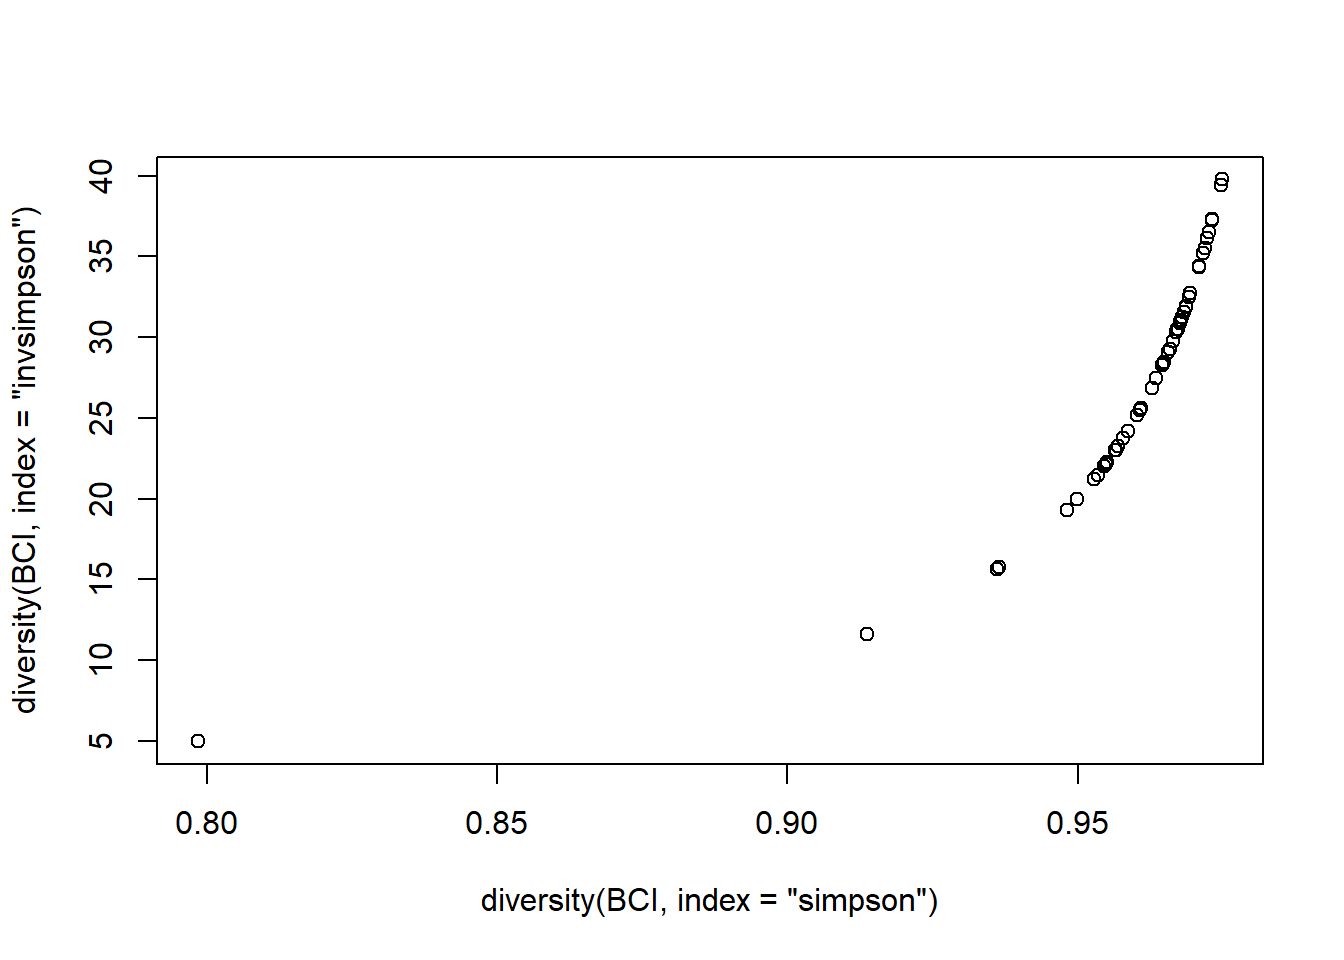 diversity(BCI, index = "invsimpson")
40
35
30
25
20
15
10
5
0.80 0.85 0.90 0.95
diversity(BCI, index = "simpson")